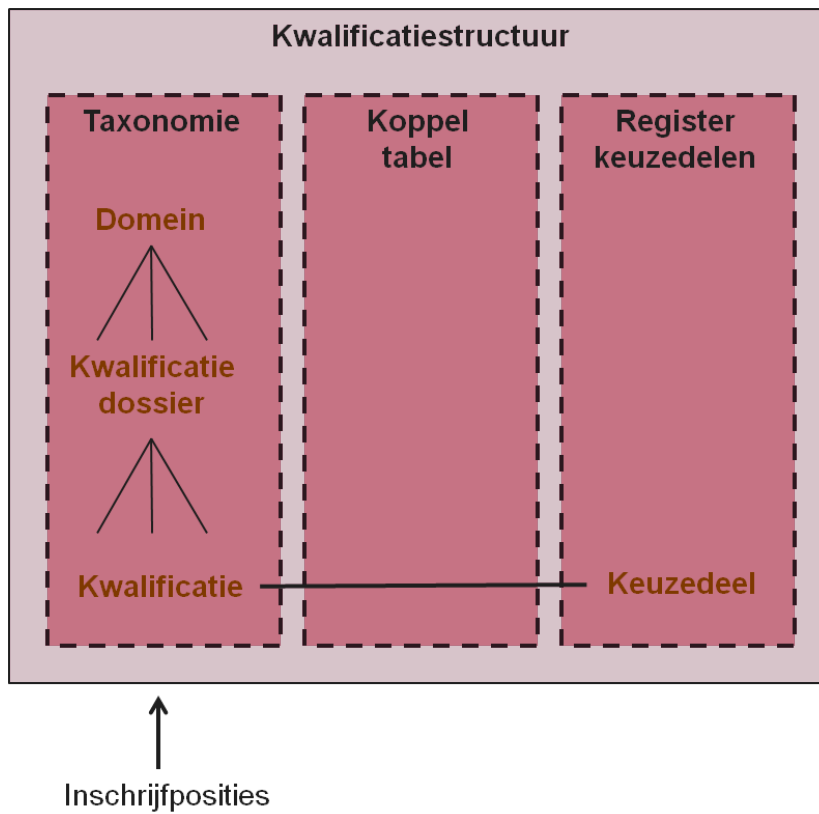 Kwalificatiestructuur
Taxonomie
Koppel
tabel
Register
keuzedelen
Domein
Kwalificatie
dossier
Kwalificatie
Keuzedeel
Inschrijfposities